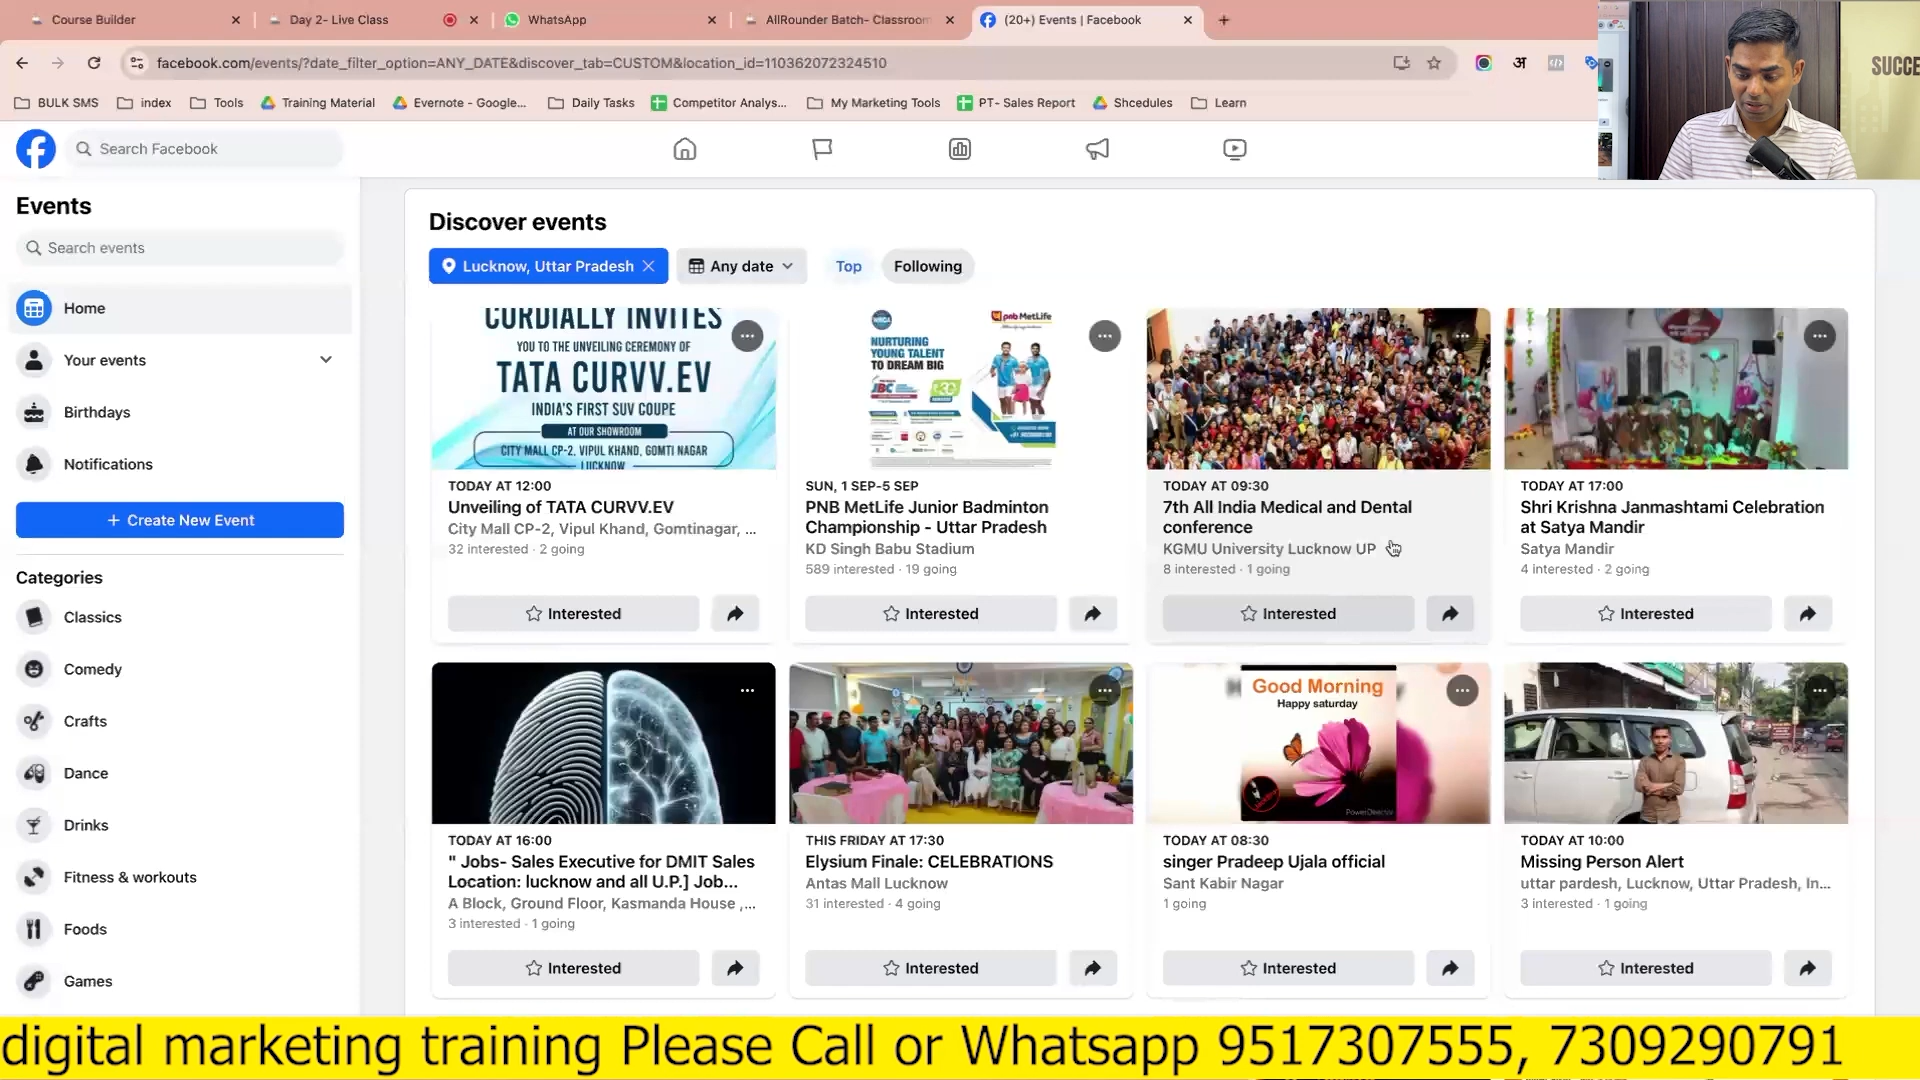 Course Builder
Day 2- Live Class
WhatsApp
AllRounder Batch- Classroom
(20+) Events | Facebook
facebook.com/events/?date_filter_option=ANY_DATE&discover_tab=CUSTOM&location_id=110362072324510
अ
SUCCE
BULK SMS
index
Tools
Training Material
Evernote - Google...
Daily Tasks
Competitor Analys...
My Marketing Tools
PT- Sales Report
Shcedules
Learn
Search Facebook
Events
Search events
Home
Your events
Birthdays
Notifications
+ Create New Event
Categories
Classics
Comedy
Crafts
Dance
Drinks
Fitness & workouts
Foods
Games
Discover events
Lucknow, Uttar Pradesh
Any date
Top
Following
CORDIALLY INVITES
YOU TO THE UNVEILING CEREMONY OF
TATA CURVV.EV
INDIA'S FIRST SUV COUPE
AT OUR SHOWROOM
CITY MALL CP-2, VIPUL KHAND, GOMTI NAGAR
LUCKNOW
TODAY AT 12:00
Unveiling of TATA CURVV.EV
City Mall CP-2, Vipul Khand, Gomtinagar, ...
32 interested · 2 going
Interested
pnb MetLife
NURTURING
YOUNG TALENT
TO DREAM BIG
JBC
SUN, 1 SEP-5 SEP
PNB MetLife Junior Badminton
Championship - Uttar Pradesh
KD Singh Babu Stadium
589 interested · 19 going
Interested
TODAY AT 09:30
7th All India Medical and Dental
conference
KGMU University Lucknow UP
8 interested · 1 going
Interested
TODAY AT 17:00
Shri Krishna Janmashtami Celebration
at Satya Mandir
Satya Mandir
4 interested · 2 going
Interested
TODAY AT 16:00
" Jobs- Sales Executive for DMIT Sales
Location: lucknow and all U.P.] Job...
A Block, Ground Floor, Kasmanda House ,...
3 interested · 1 going
Interested
THIS FRIDAY AT 17:30
Elysium Finale: CELEBRATIONS
Antas Mall Lucknow
31 interested · 4 going
Interested
Good Morning
Happy saturday
PowerDirector
TODAY AT 08:30
singer Pradeep Ujala official
Sant Kabir Nagar
1 going
Interested
TODAY AT 10:00
Missing Person Alert
uttar pardesh, Lucknow, Uttar Pradesh, In...
3 interested · 1 going
Interested
digital marketing training Please Call or Whatsapp 9517307555, 7309290791